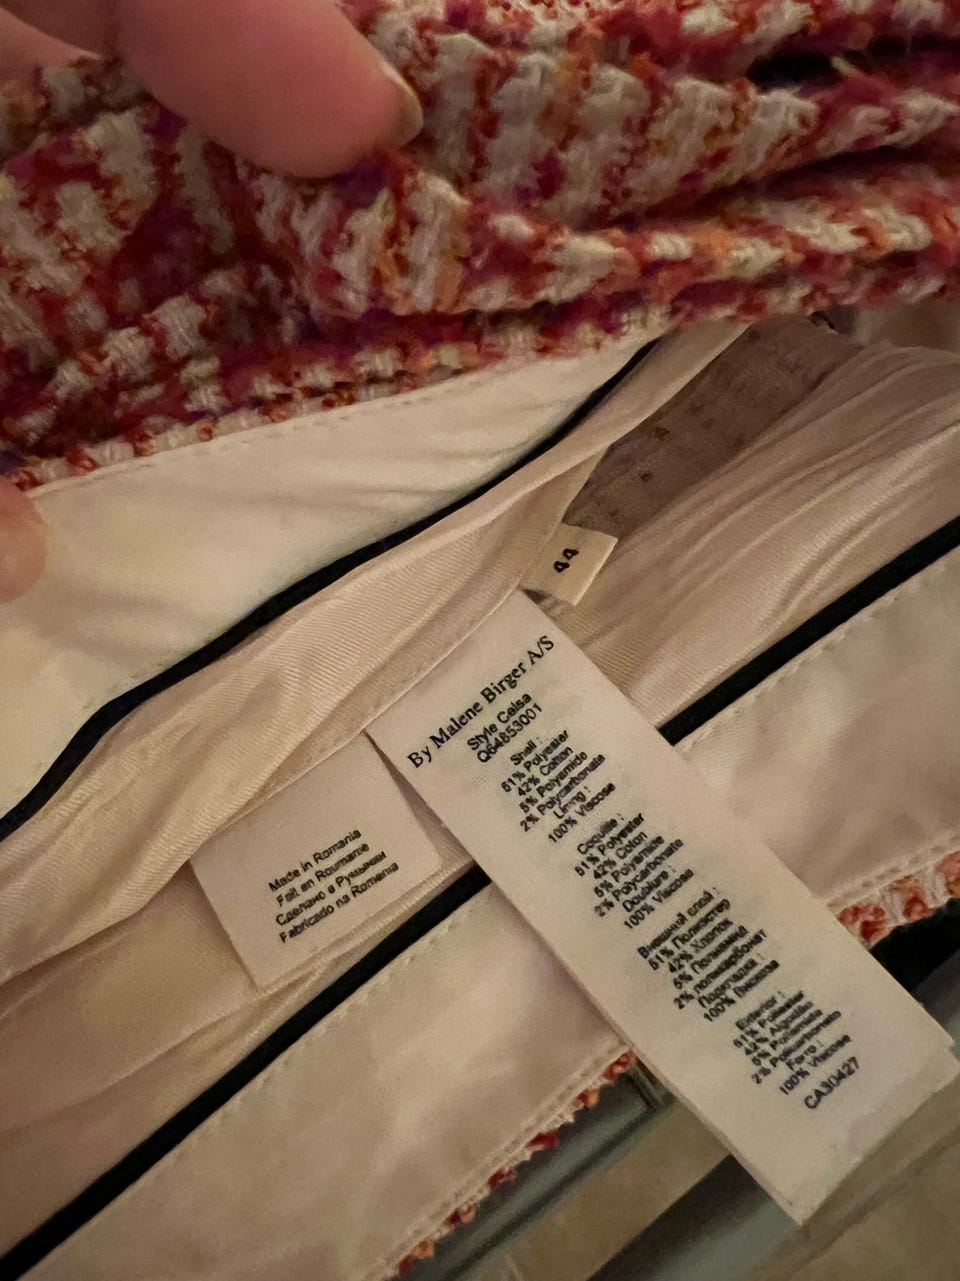 44
By Malene Birger A/S
Style Celsa
Q64853001
Shell :
51% Polyester
42% Cotton
5% Polyamide
2% Polycarbonate
Lining :
100% Viscose
Coquille :
51% Polyester
42% Coton
5% Polyamide
2% Polycarbonate
Doublure :
100% Viscose
Внешний слой :
51% Полиэстер
42% Хлопок
5% Полиамид
2% поликарбонат
Подкладка :
100% Вискоза
Exterior :
51% Poliester
42% Algodão
5% Poliamida
2% Policarbonato
Forro :
100% Viscose
CA30427
Made in Romania
Fait en Roumanie
Сделано в Румынии
Fabricado na Romenia